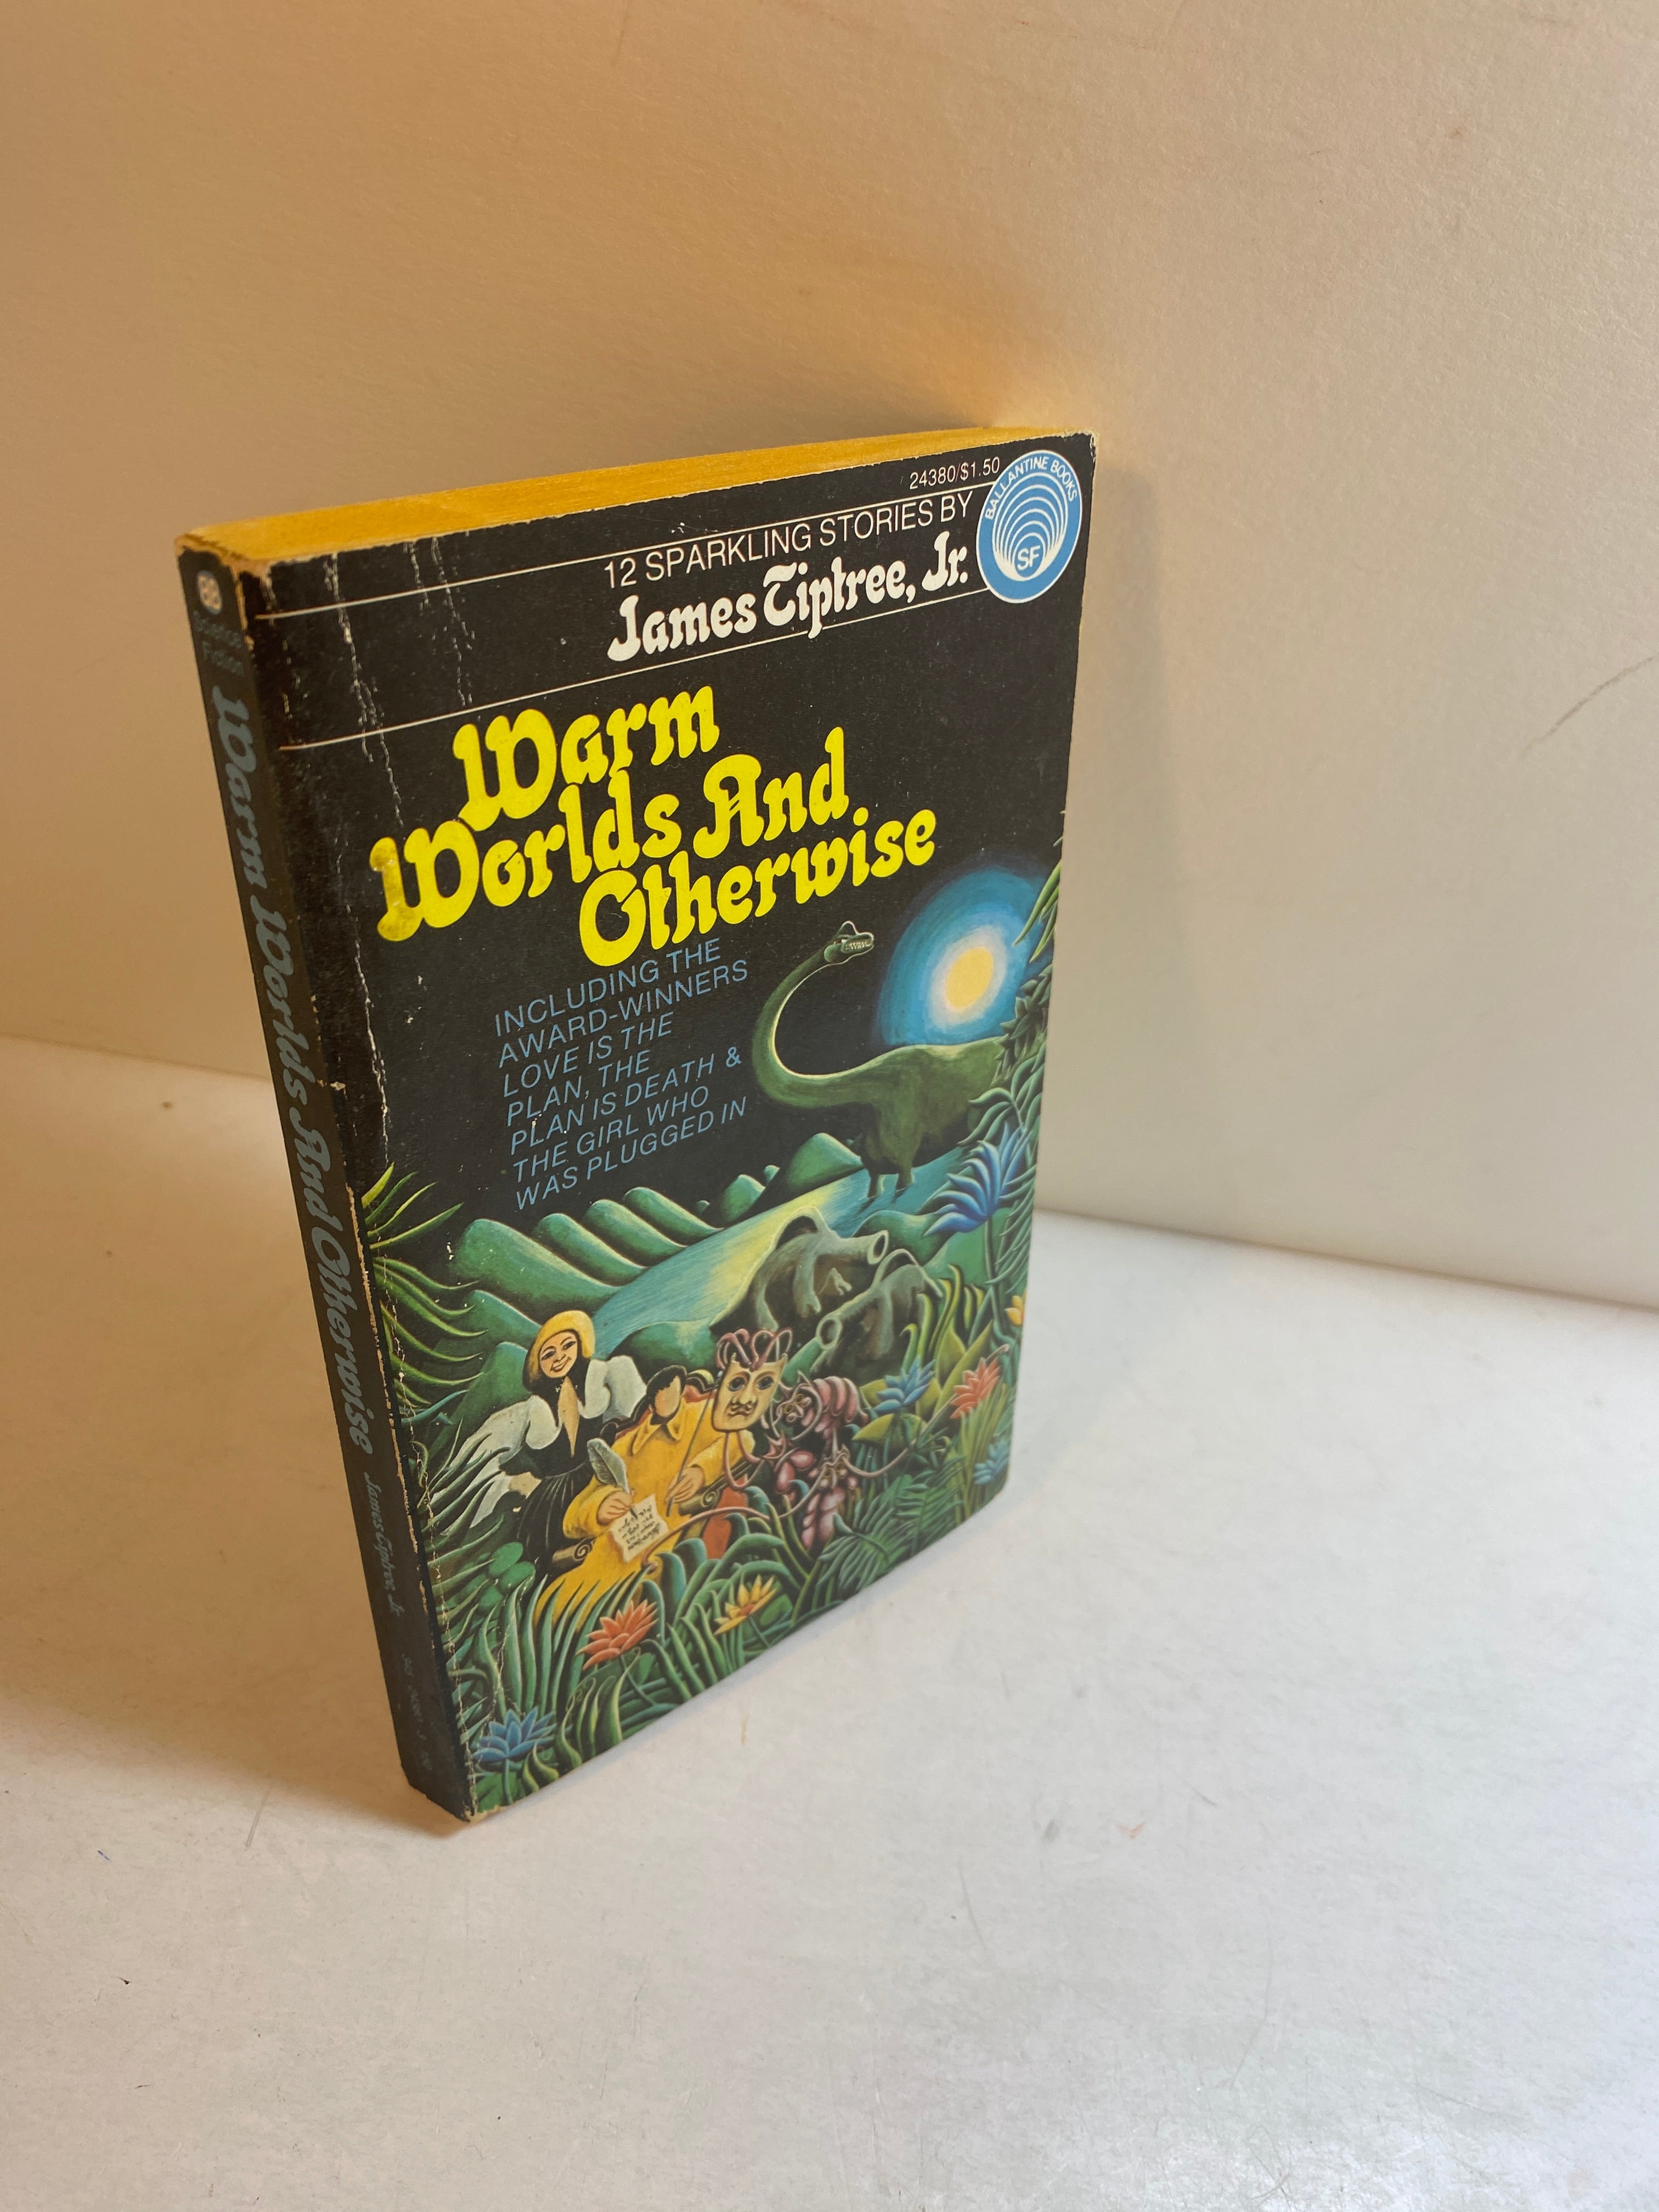 24380/$1.50
BALLANTINE BOOKS
SF
12 SPARKLING STORIES BY
James Tiptree, Jr.
Warm
Worlds And
Otherwise
INCLUDING THE
AWARD-WINNERS
LOVE IS THE
PLAN, THE
PLAN IS DEATH &
THE GIRL WHO
WAS PLUGGED IN
BB
Warm Worlds And Otherwise James Tiptree, Jr.